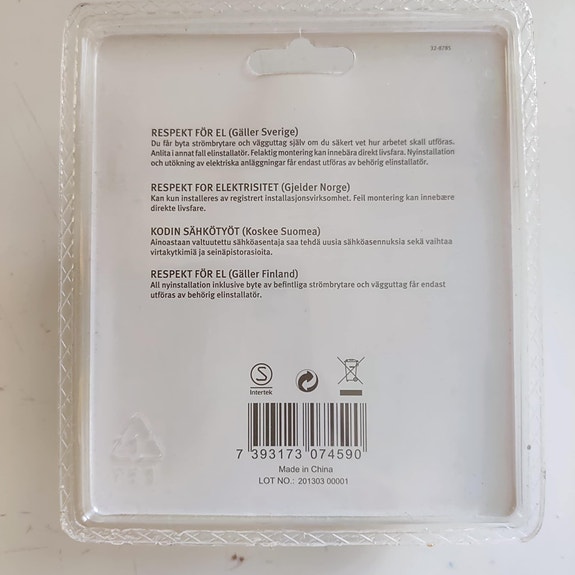 32-8785
RESPEKT FÖR EL (Gäller Sverige)
Du får byta strömbrytare och vägguttag själv om du säkert vet hur arbetet skall utföras.
Anlita i annat fall elinstallatör. Felaktig montering kan innebära direkt livsfara. Nyinstallation
och utökning av elektriska anläggningar får endast utföras av behörig elinstallatör.
RESPEKT FOR ELEKTRISITET (Gjelder Norge)
Kan kun installeres av registrert installasjonsvirksomhet. Feil montering kan innebære
direkte livsfare.
KODIN SÄHKÖTYÖT (Koskee Suomea)
Ainoastaan valtuutettu sähköasentaja saa tehdä uusia sähköasennuksia sekä vaihtaa
virtakytkimiä ja seinäpistorasioita.
RESPEKT FÖR EL (Gäller Finland)
All nyinstallation inklusive byte av befintliga strömbrytare och vägguttag får endast
utföras av behörig elinstallatör.
S
Intertek
7 393173 074590
Made in China
LOT NO.: 201303 00001